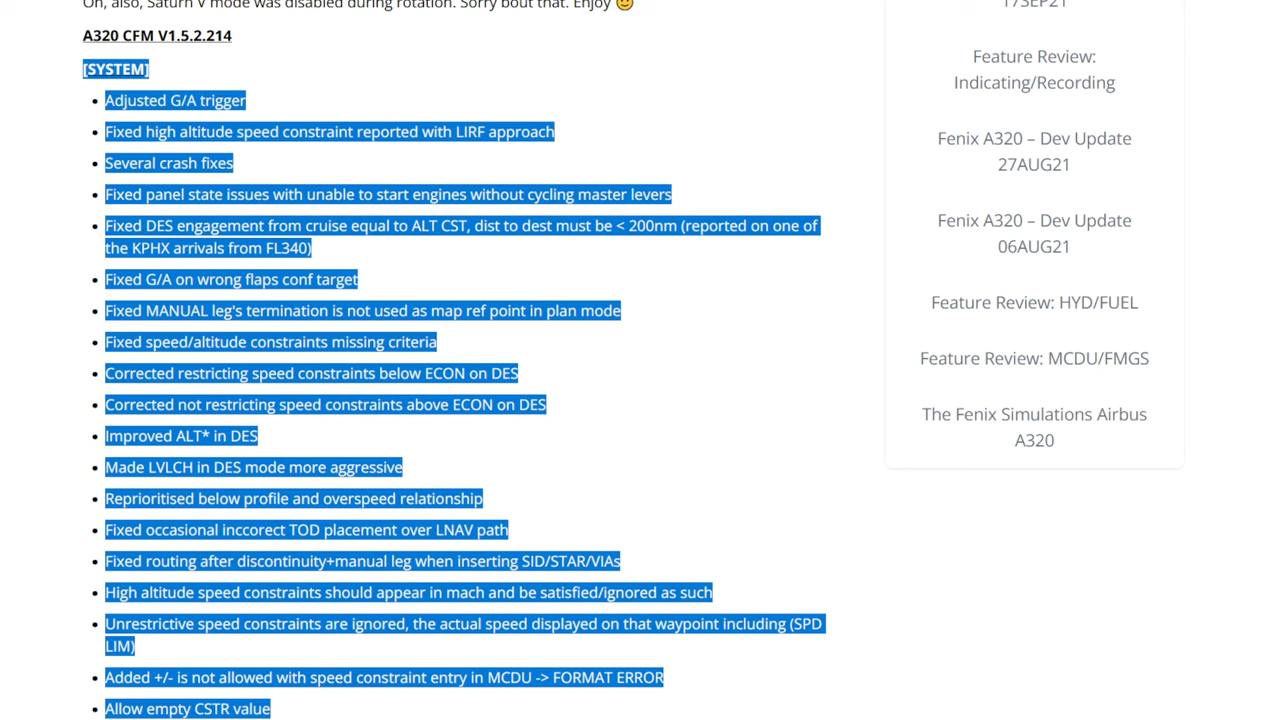 Oh, also, Saturn V mode was disabled during rotation. Sorry bout that. Enjoy 🙂
A320 CFM V1.5.2.214
[SYSTEM]
• Adjusted G/A trigger
• Fixed high altitude speed constraint reported with LIRF approach
• Several crash fixes
• Fixed panel state issues with unable to start engines without cycling master levers
• Fixed DES engagement from cruise equal to ALT CST, dist to dest must be < 200nm (reported on one of
the KPHX arrivals from FL340)
• Fixed G/A on wrong flaps conf target
• Fixed MANUAL leg's termination is not used as map ref point in plan mode
• Fixed speed/altitude constraints missing criteria
• Corrected restricting speed constraints below ECON on DES
• Corrected not restricting speed constraints above ECON on DES
• Improved ALT* in DES
• Made LVLCH in DES mode more aggressive
• Reprioritised below profile and overspeed relationship
• Fixed occasional inccorect TOD placement over LNAV path
• Fixed routing after discontinuity+manual leg when inserting SID/STAR/VIAs
• High altitude speed constraints should appear in mach and be satisfied/ignored as such
• Unrestrictive speed constraints are ignored, the actual speed displayed on that waypoint including (SPD
LIM)
• Added +/- is not allowed with speed constraint entry in MCDU -> FORMAT ERROR
• Allow empty CSTR value
17SEP21
Feature Review:
Indicating/Recording
Fenix A320 – Dev Update
27AUG21
Fenix A320 – Dev Update
06AUG21
Feature Review: HYD/FUEL
Feature Review: MCDU/FMGS
The Fenix Simulations Airbus
A320